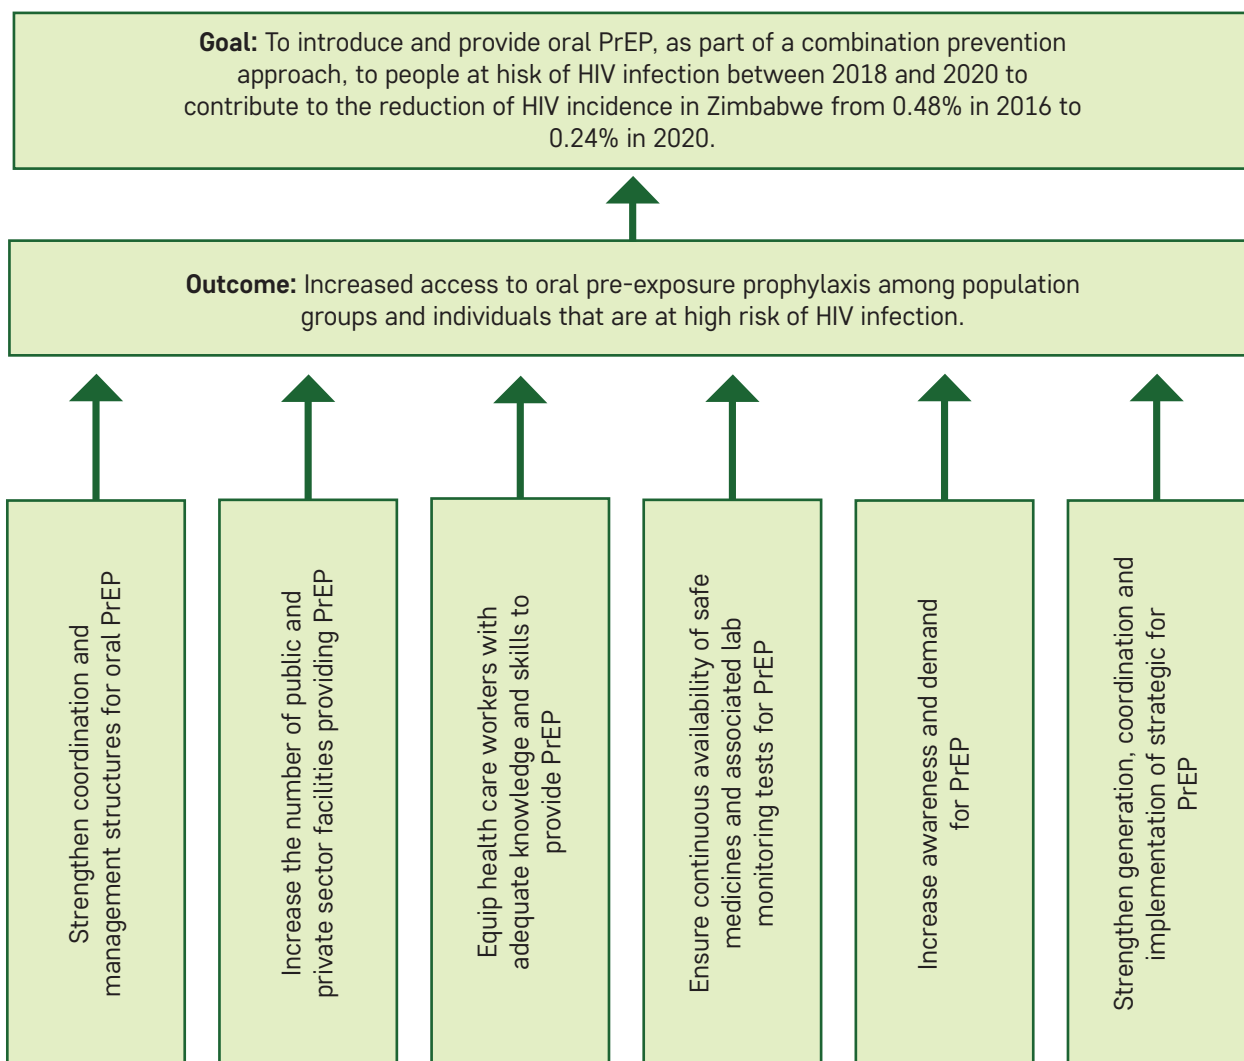 Goal: To introduce and provide oral PrEP, as part of a combination prevention
approach, to people at hisk of HIV infection between 2018 and 2020 to
contribute to the reduction of HIV incidence in Zimbabwe from 0.48% in 2016 to
0.24% in 2020.
Outcome: Increased access to oral pre-exposure prophylaxis among population
groups and individuals that are at high risk of HIV infection.
Strengthen coordination and
management structures for oral PrEP
Increase the number of public and
private sector facilities providing PrEP
Equip health care workers with
adequate knowledge and skills to
provide PrEP
Ensure continuous availability of safe
medicines and associated lab
monitoring tests for PrEP
Increase awareness and demand
for PrEP
Strengthen generation, coordination and
implementation of strategic for
PrEP